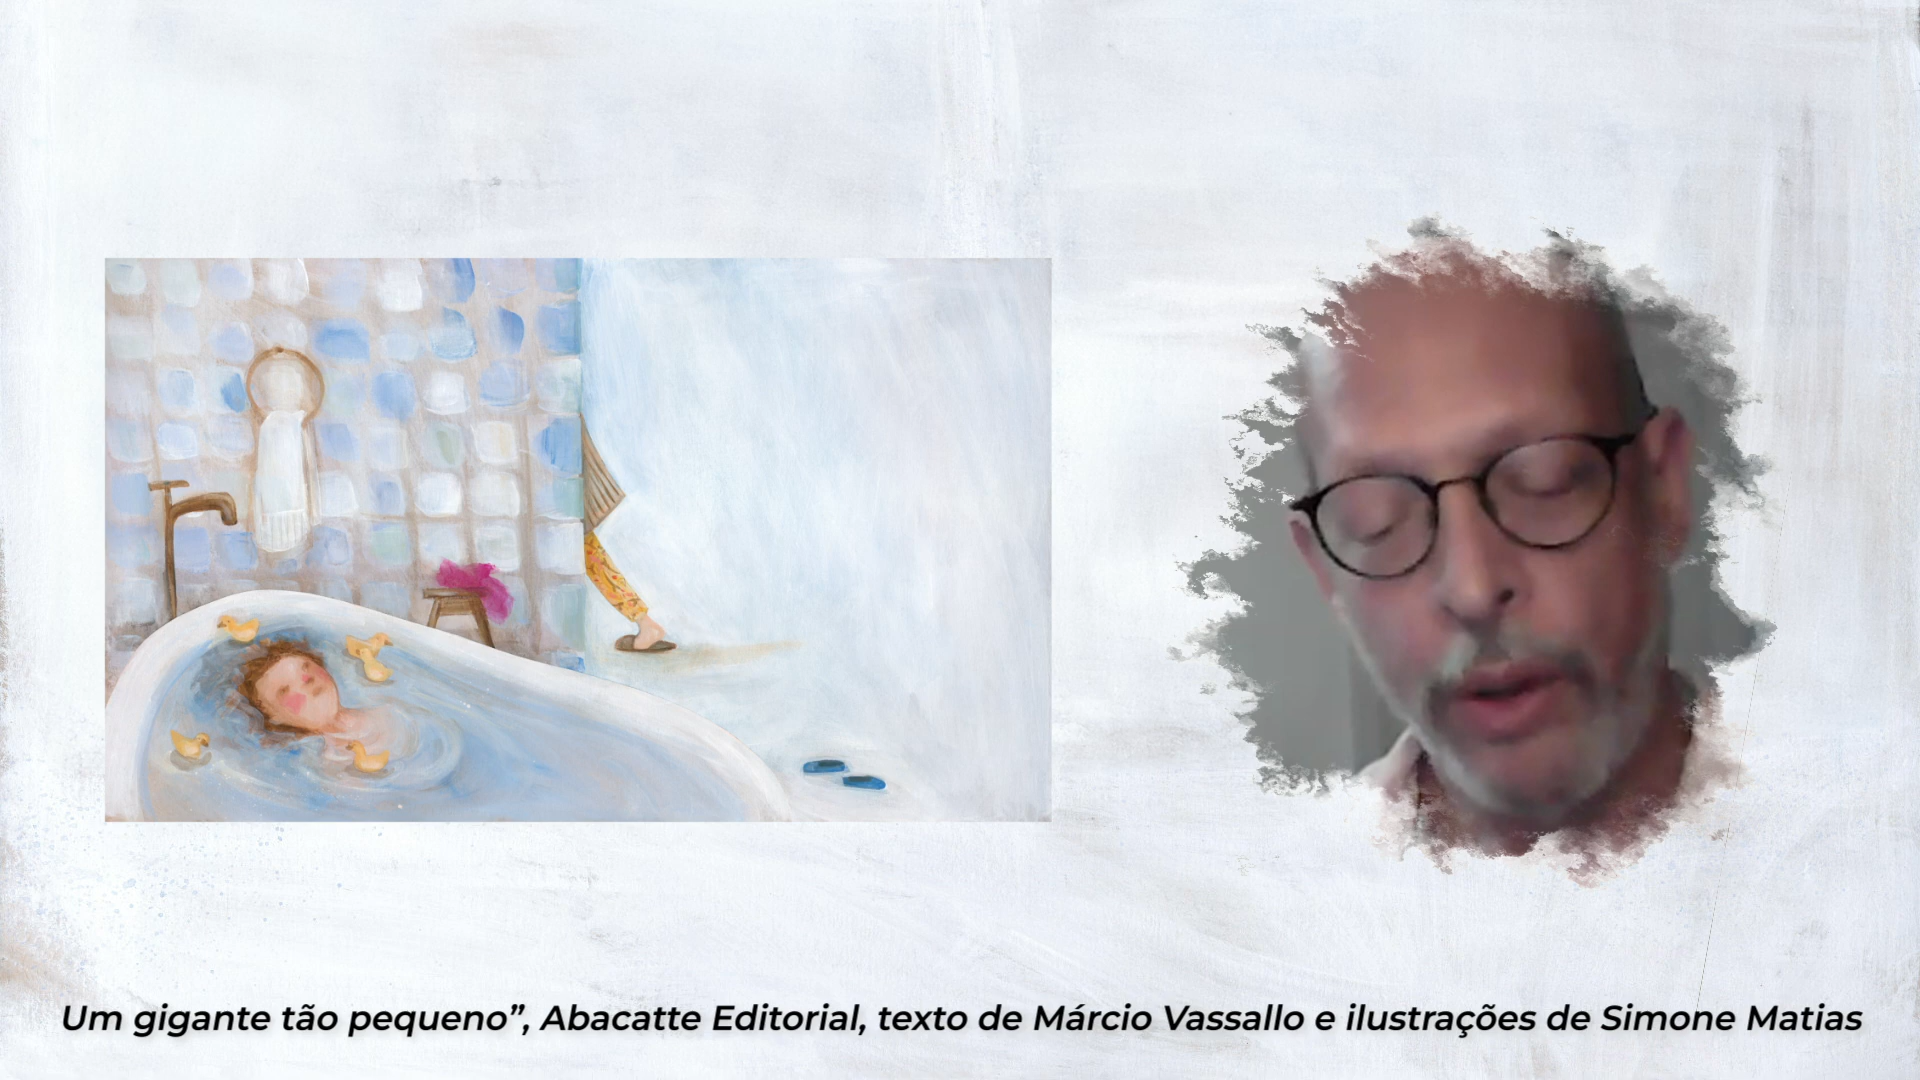 Um gigante tão pequeno”, Abacatte Editorial, texto de Márcio Vassallo e ilustrações de Simone Matias